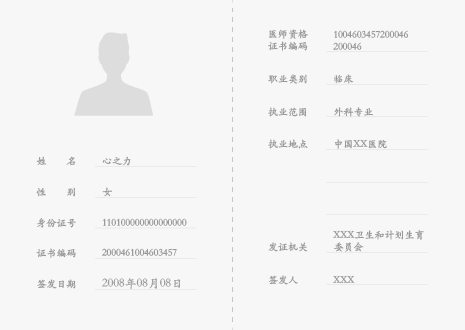 姓 名 心之力
性 别 女
身份证号 110100000000000000
证书编码 2000461004603457
签发日期 2008年08月08日
医师资格 1004603457200046
证书编码 200046
职业类别 临床
执业范围 外科专业
执业地点 中国XX医院
XXX卫生和计划生育
发证机关 委员会
签发人 XXX